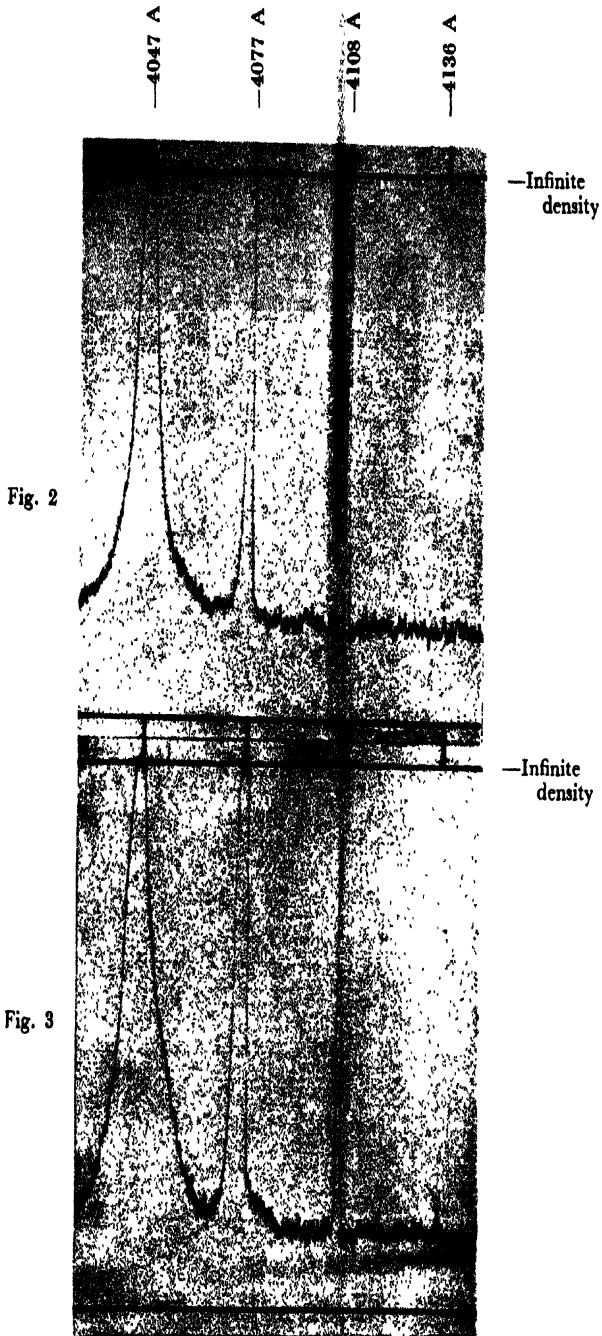 —4047 A
—4077 A
—4108 A
—4136 A
—Infinite
density
Fig. 2
—Infinite
density
Fig. 3